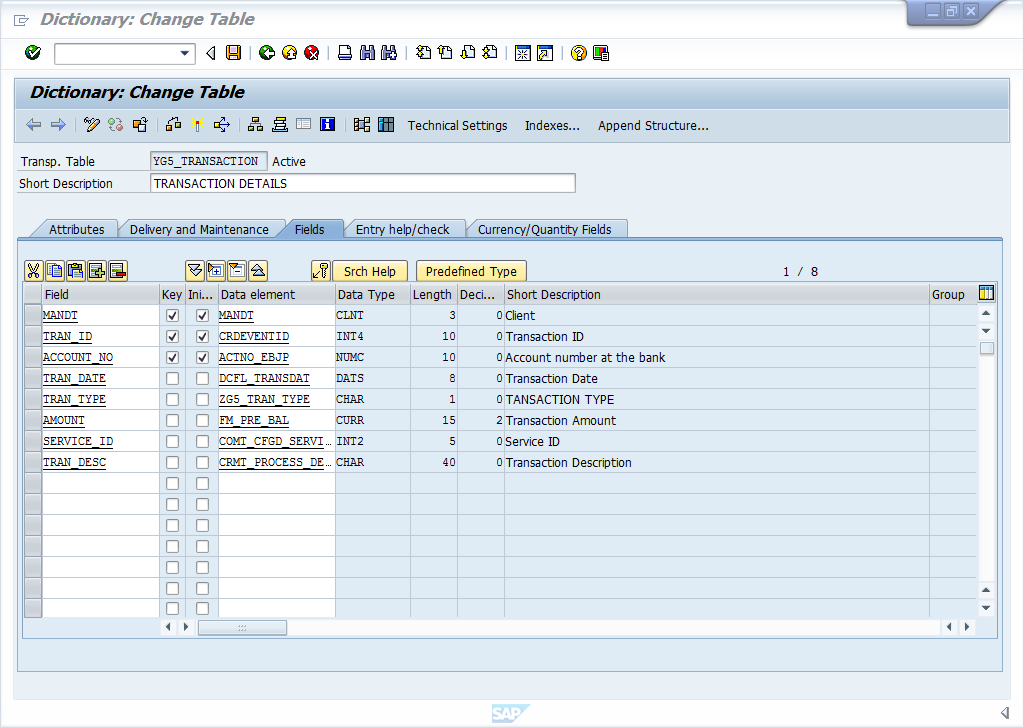 Dictionary: Change Table
Dictionary: Change Table
Technical Settings Indexes... Append Structure...
Transp. Table YG5_TRANSACTION Active
Short Description TRANSACTION DETAILS
Attributes Delivery and Maintenance Fields Entry help/check Currency/Quantity Fields
Srch Help Predefined Type 1 / 8
Field Key Ini... Data element Data Type Length Deci... Short Description Group
MANDT MANDT CLNT 3 0 Client
TRAN_ID CRDEVENTID INT4 10 0 Transaction ID
ACCOUNT_NO ACTNO_EBJP NUMC 10 0 Account number at the bank
TRAN_DATE DCFL_TRANSDAT DATS 8 0 Transaction Date
TRAN_TYPE ZG5_TRAN_TYPE CHAR 1 0 TANSACTION TYPE
AMOUNT FM_PRE_BAL CURR 15 2 Transaction Amount
SERVICE_ID COMT_CFGD_SERVI... INT2 5 0 Service ID
TRAN_DESC CRMT_PROCESS_DE... CHAR 40 0 Transaction Description
SAP